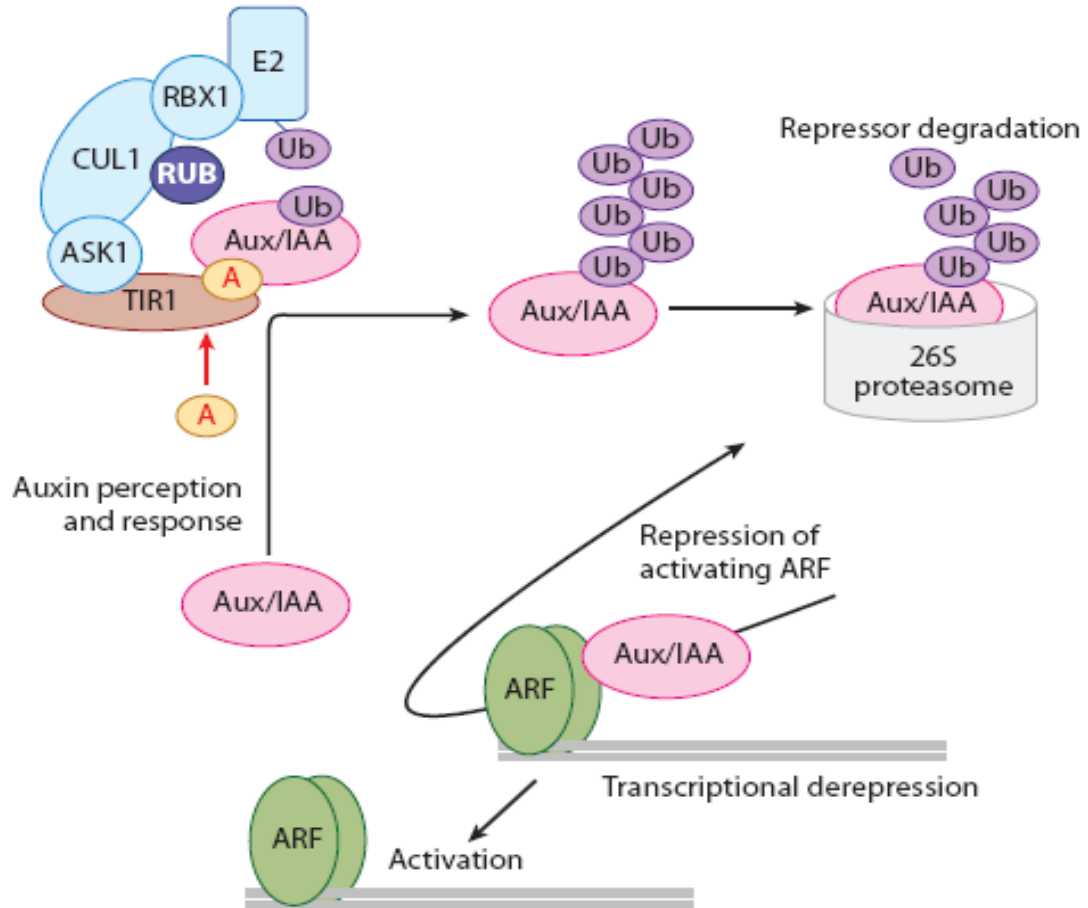 E2
RBX1
CUL1
RUB
Ub
Ub
Aux/IAA
ASK1
A
TIR1
A
Auxin perception
and response
Aux/IAA
Ub
Ub
Ub
Ub
Ub
Ub
Ub
Aux/IAA
Repressor degradation
Ub
Ub
Ub
Ub
Ub
Ub
Aux/IAA
26S
proteasome
Repression of
activating ARF
Aux/IAA
ARF
Transcriptional derepression
ARF
Activation